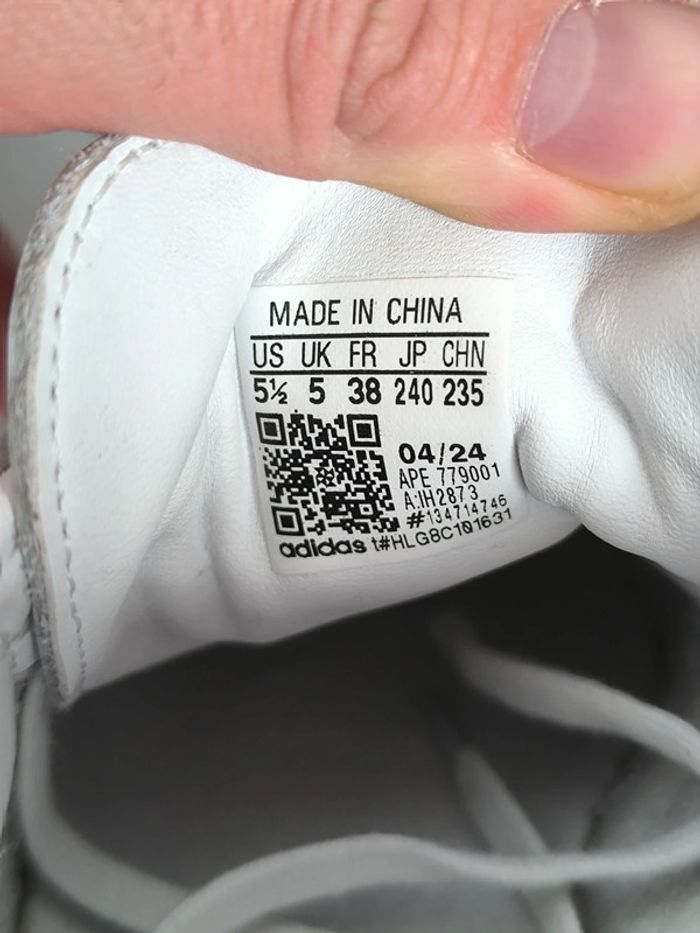 MADE IN CHINA
US UK FR JP CHN
5½ 5 38 240 235
04/24
APE 779001
A:IH2873
#134714746
adidas t#HLG8C101631